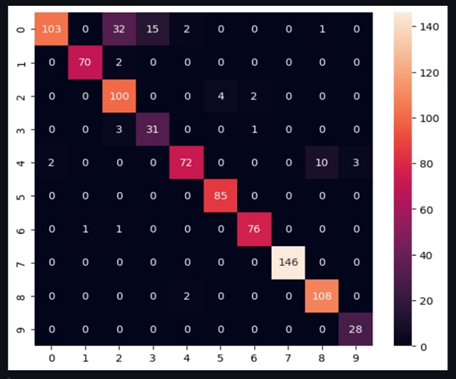 0 103 0 32 15 2 0 0 0 1 0
1 0 70 2 0 0 0 0 0 0 0
2 0 0 100 0 0 4 2 0 0 0
3 0 0 3 31 0 0 1 0 0 0
4 2 0 0 0 72 0 0 0 10 3
5 0 0 0 0 0 85 0 0 0 0
6 0 1 1 0 0 0 76 0 0 0
7 0 0 0 0 0 0 0 146 0 0
8 0 0 0 0 2 0 0 0 108 0
9 0 0 0 0 0 0 0 0 0 28
0 1 2 3 4 5 6 7 8 9
140
120
100
80
60
40
20
0